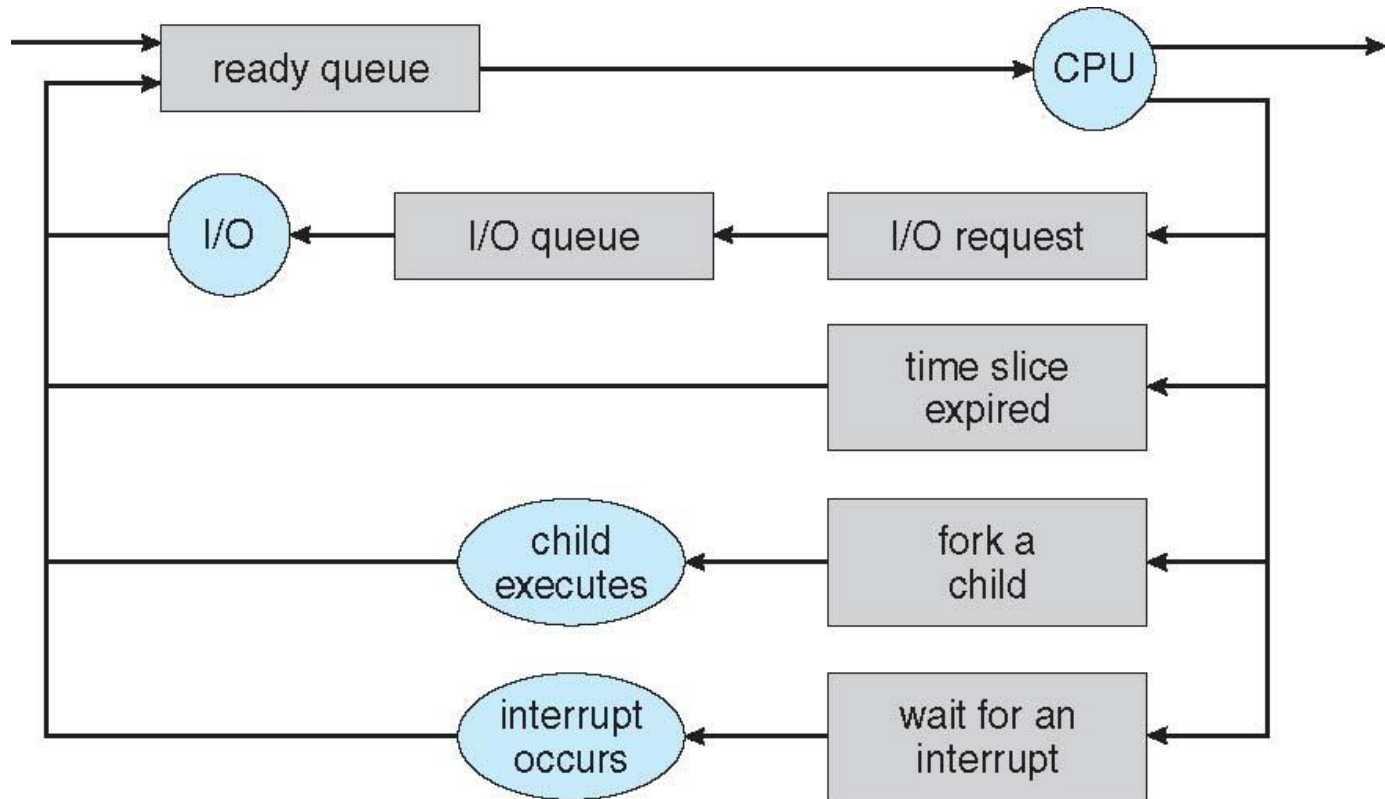 ready queue
CPU
I/O
I/O queue
I/O request
time slice
expired
child
executes
fork a
child
interrupt
occurs
wait for an
interrupt